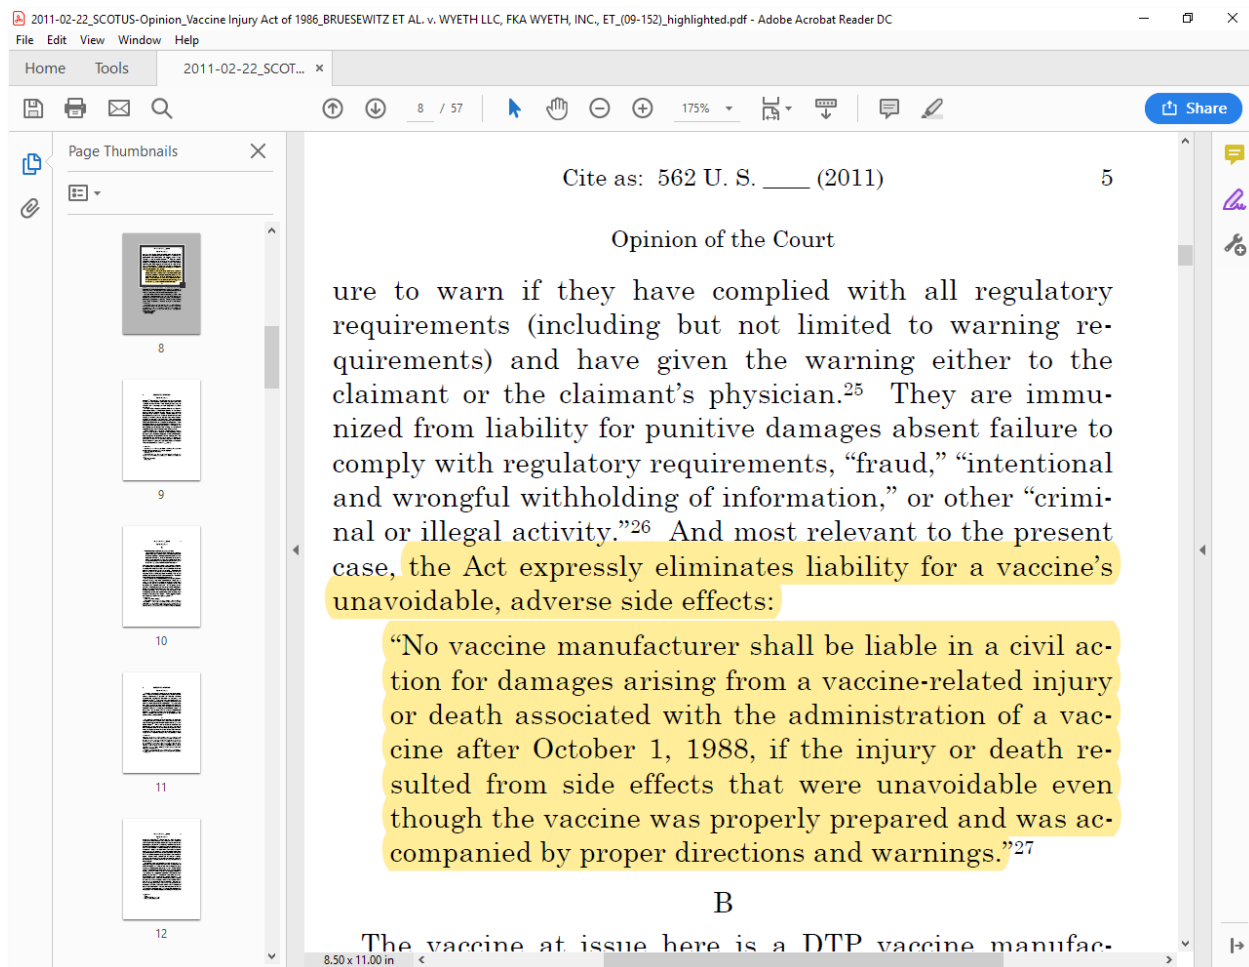 2011-02-22_SCOTUS-Opinion_Vaccine Injury Act of 1986_BRUESEWITZ ET AL. v. WYETH LLC, FKA WYETH, INC., ET_(09-152)_highlighted.pdf - Adobe Acrobat Reader DC
File Edit View Window Help
Home Tools 2011-02-22_SCOT... ×
8 / 57 175% Share
Page Thumbnails
8
9
10
11
12
Cite as: 562 U. S. ____ (2011) 5
Opinion of the Court
ure to warn if they have complied with all regulatory
requirements (including but not limited to warning re-
quirements) and have given the warning either to the
claimant or the claimant’s physician.25 They are immu-
nized from liability for punitive damages absent failure to
comply with regulatory requirements, “fraud,” “intentional
and wrongful withholding of information,” or other “crimi-
nal or illegal activity.”26 And most relevant to the present
case, the Act expressly eliminates liability for a vaccine’s
unavoidable, adverse side effects:
“No vaccine manufacturer shall be liable in a civil ac-
tion for damages arising from a vaccine-related injury
or death associated with the administration of a vac-
cine after October 1, 1988, if the injury or death re-
sulted from side effects that were unavoidable even
though the vaccine was properly prepared and was ac-
companied by proper directions and warnings.”27
B
The vaccine at issue here is a DTP vaccine manufac-
8.50 x 11.00 in